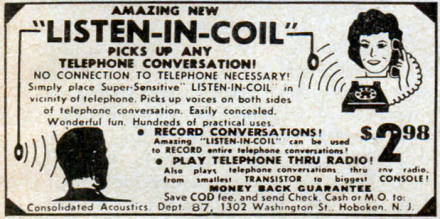 AMAZING NEW
"LISTEN-IN-COIL"
PICKS UP ANY
TELEPHONE CONVERSATION!
NO CONNECTION TO TELEPHONE NECESSARY!
Simply place Super-Sensitive" LISTEN-IN-COIL" in
vicinity of telephone. Picks up voices on both sides
of telephone conversation. Easily concealed.
Wonderful fun. Hundreds of practical uses.
● RECORD CONVERSATIONS!
Amazing "LISTEN-IN-COIL" can be used
to RECORD entire telephone conversations!
$2.98
● PLAY TELEPHONE THRU RADIO!
Also plays telephone conversations thru any radio,
from smallest TRANSISTOR to biggest CONSOLE!
MONEY BACK GUARANTEE
Save COD fee, and send Check, Cash or M.O. to:
Consolidated Acoustics, Dept. 87, 1302 Washington St., Hoboken, N. J.